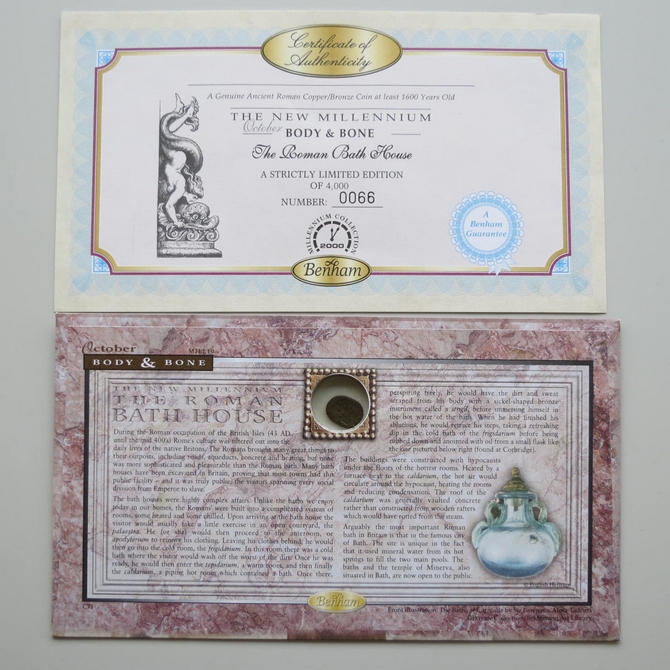 Certificate of
Authenticity
A Genuine Ancient Roman Copper/Bronze Coin at least 1600 Years Old
THE NEW MILLENNIUM
October
BODY & BONE
The Roman Bath House
A STRICTLY LIMITED EDITION
OF 4,000
NUMBER: 0066
MILLENNIUM COLLECTION
2000
Benham
A
Benham
Guarantee
October
BODY & BONE
THE NEW MILLENNIUM
THE ROMAN
BATH HOUSE
During the Roman occupation of the British Isles (43 AD
until the mid 400s) Rome's culture was filtered out into the
daily lives of the native Britons. The Romans brought many great things to
their outposts, including roads, aqueducts, concrete and heating, but none
was more sophisticated and pleasurable than the Roman bath. Many bath
houses have been excavated in Britain, proving that most towns had this
public facility – and it was truly public the visitors spanning every social
division from Emperor to slave.
The bath houses were highly complex affairs. Unlike the baths we enjoy
today in our homes, the Romans' were built into a complicated system of
rooms, some heated and some chilled. Upon arriving at the bath house the
visitor would usually take a little exercise in an open courtyard, the
palaestra. He (or she) would then proceed to the anteroom, or
apodyterium to remove his clothing. Leaving his clothes behind, he would
then go into the cold room, the frigidarium. In this room there was a cold
bath where the visitor would wash off the worst of the dirt. Once he was
ready, he would then enter the tepidarium, a warm room, and then finally
the caldarium, a piping hot room which contained a bath. Once there,
perspiring freely, he would have the dirt and sweat
scraped from his body with a sickel-shaped bronze
instrument called a strigil, before immersing himself in
the hot water of the bath. When he had finished his
ablutions, he would retrace his steps, taking a refreshing
dip in the cold bath of the frigidarium before being
rubbed down and anointed with oil from a small flask like
the one pictured below right (found at Corbridge).
The buildings were constructed with hypocausts
under the floors of the hottest rooms. Heated by a
furnace next to the caldarium, the hot air would
circulate around the hypocaust, heating the rooms
and reducing condensation. The roof of the
caldarium was generally vaulted observatory
rather than constructed from wooden rafters
which would have rotted from the steam.
Arguably the most important Roman
bath in Britain is that to the famous city
of Bath. The site is unique in the fact
that it used mineral water from its hot
springs to fill the two main pools. The
baths and the temple of Minerva, also
situated in Bath, are now open to the public.
© English Heritage
Benham
Front illustration: The Baths of Caracalla by Sir Lawrence Alma-Tadema
Library